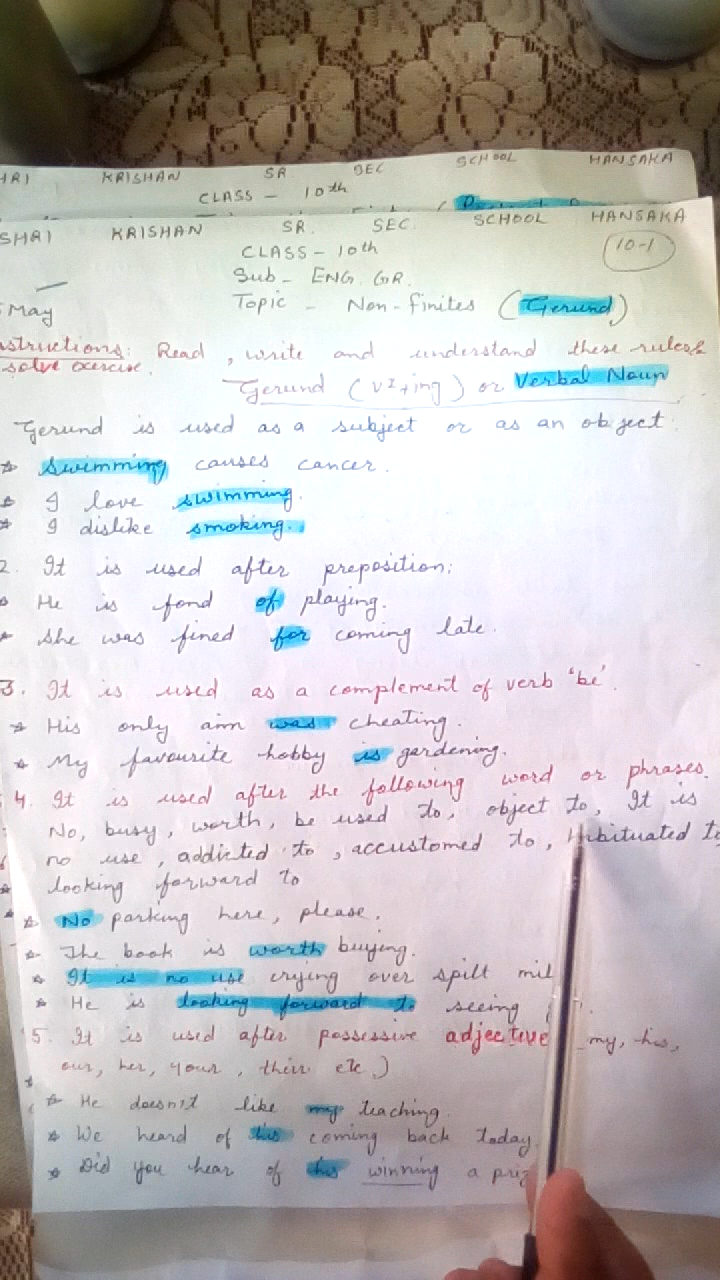 HRI KRISHAN SR SEC SCHOOL HANSAKA
CLASS - 10th
SHRI KRISHAN SR. SEC. SCHOOL HANSAKA
CLASS - 10th
10-1
Sub - ENG. GR.
May
Topic - Non-finites (Gerund)
structions: Read, write and understand these rules &
solve exercise.
Gerund (V I + ing) or Verbal Noun
Gerund is used as a subject or as an object:
Swimming causes cancer.
I love swimming.
I dislike smoking.
2. It is used after preposition:
He is fond of playing.
She was fined for coming late.
3. It is used as a complement of verb 'be'.
His only aim was cheating.
My favourite hobby is gardening.
4. It is used after the following word or phrases.
No, busy, worth, be used to, object to, It is
no use, addicted to, accustomed to, Habituated to
looking forward to
No parking here, please.
The book is worth buying.
It is no use crying over spilt mil
He is looking forward to seeing
5. It is used after possessive adjective my, his,
our, her, your, their etc.)
He doesn't like my teaching.
We heard of his coming back today
Did you hear of his winning a priz